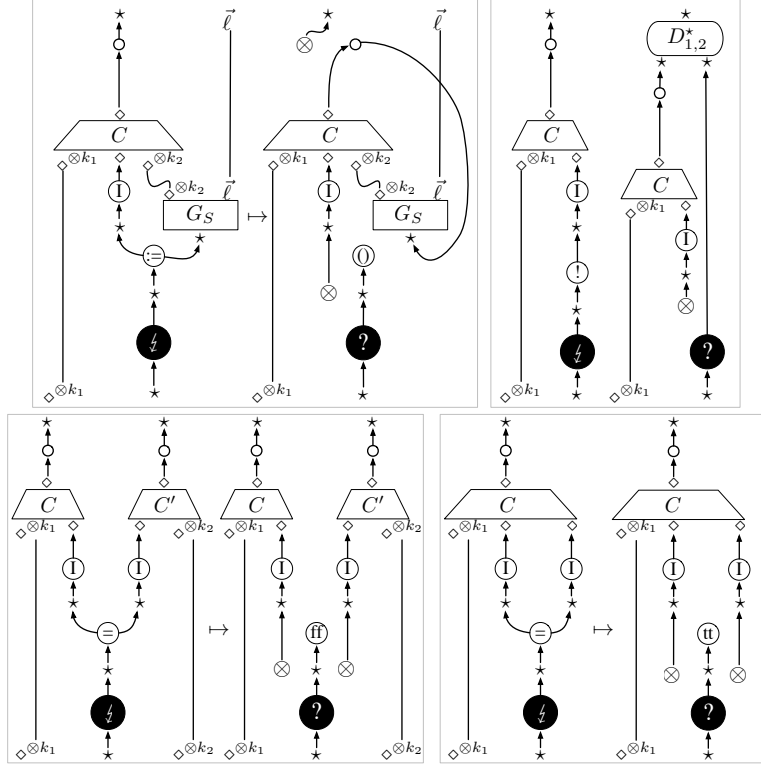 ⋆ ℓ⃗ ⋆ ℓ⃗
⊗
◇ ◇
C C
◇⊗k₁ ◇ ◇⊗k₂ ◇⊗k₁ ◇ ◇⊗k₂
I ◇⊗k₂ ℓ⃗ I ◇⊗k₂ ℓ⃗
G_S ↦ G_S
⋆ ⋆ ⋆ ⋆
:= ()
⋆ ⊗ ⋆
↯ ?
◇⊗k₁ ⋆ ◇⊗k₁ ⋆
⋆ ⋆
D⋆₁,₂
⋆ ⋆
◇
C
◇⊗k₁ ◇ ◇
I C
⋆ ◇⊗k₁ ◇
I
! ⋆
⋆ ⊗
↯ ?
◇⊗k₁ ⋆ ◇⊗k₁ ⋆
⋆ ⋆ ⋆ ⋆
◇ ◇ ◇ ◇
C C′ C C′
◇⊗k₁ ◇ ◇ ◇⊗k₂ ◇⊗k₁ ◇ ◇ ◇⊗k₂
I I I I
⋆ ⋆ ⋆ ⋆
= ↦ ff
⋆ ⊗ ⋆ ⊗
↯ ?
◇⊗k₁ ⋆ ◇⊗k₂ ◇⊗k₁ ⋆ ◇⊗k₂
⋆ ⋆
◇ ◇
C C
◇⊗k₁ ◇ ◇ ◇⊗k₁ ◇ ◇
I I I I
⋆ ⋆ ⋆ ⋆
= ↦ tt
⋆ ⊗ ⋆ ⊗
↯ ?
◇⊗k₁ ⋆ ◇⊗k₁ ⋆